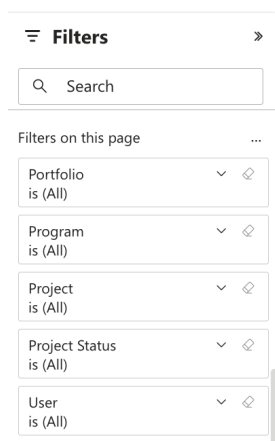 Filters
Search
Filters on this page
...
Portfolio
is (All)
Program
is (All)
Project
is (All)
Project Status
is (All)
User
is (All)